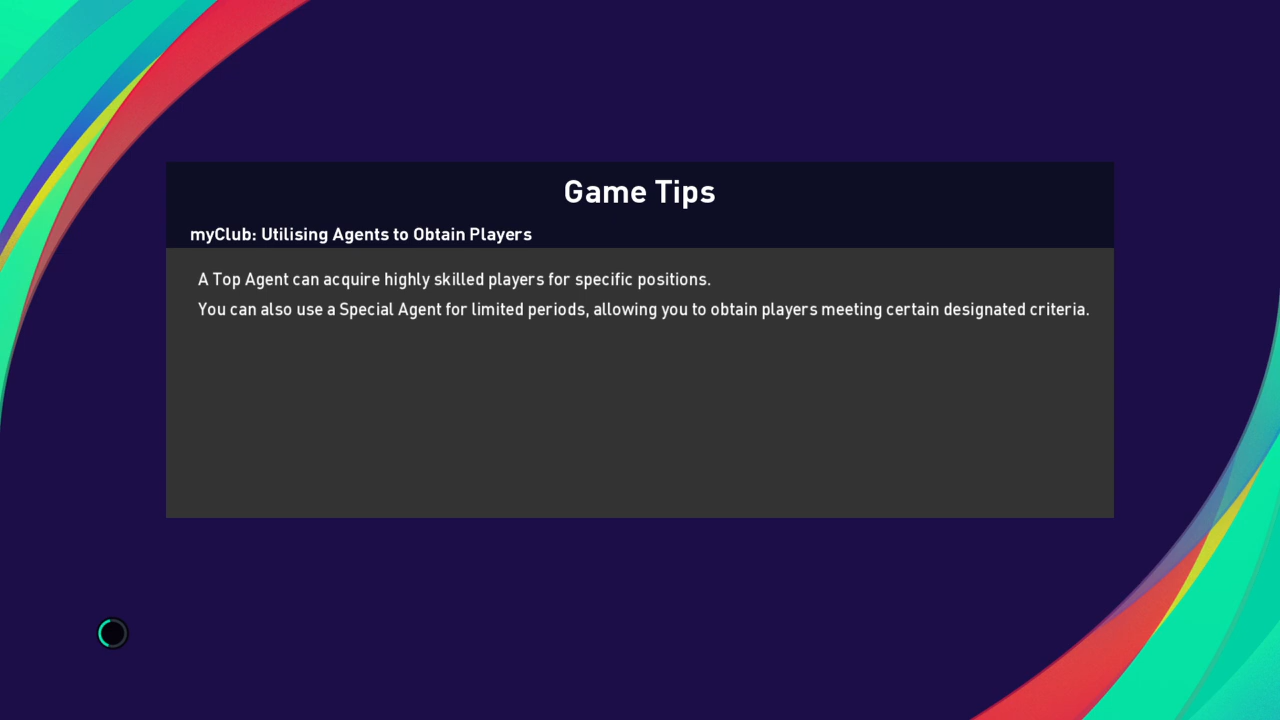 Game Tips
myClub: Utilising Agents to Obtain Players
A Top Agent can acquire highly skilled players for specific positions.
You can also use a Special Agent for limited periods, allowing you to obtain players meeting certain designated criteria.